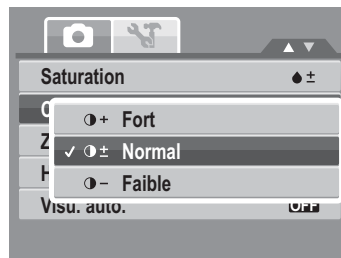 Saturation
Fort
Normal
Faible
Visu. auto.
OFF